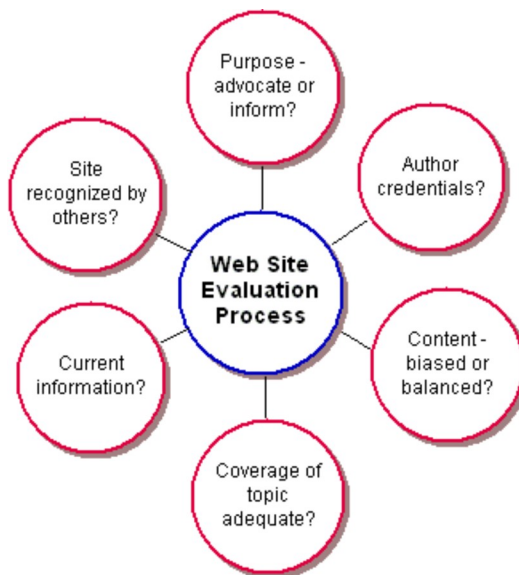 Purpose -
advocate or
inform?
Author
credentials?
Content -
biased or
balanced?
Coverage of
topic
adequate?
Current
information?
Site
recognized by
others?
Web Site
Evaluation
Process